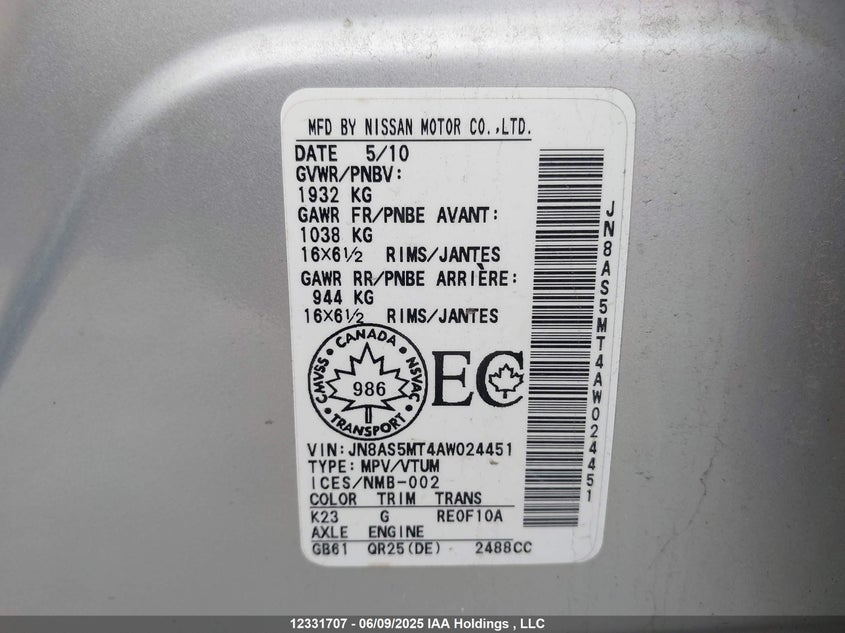 MFD BY NISSAN MOTOR CO.,LTD.
DATE 5/10
GVWR/PNBV:
1932 KG
GAWR FR/PNBE AVANT:
1038 KG
16×6½ RIMS/JANTES
GAWR RR/PNBE ARRIÈRE:
944 KG
16×6½ RIMS/JANTES
CANADA
CMVSS
NSVAC
986
TRANSPORT
EC
VIN:JN8AS5MT4AW024451
TYPE:MPV/VTUM
ICES/NMB-002
COLOR TRIM TRANS
K23 G RE0F10A
AXLE ENGINE
GB61 QR25(DE) 2488CC
JN8AS5MT4AW024451
12331707 - 06/09/2025 IAA Holdings , LLC